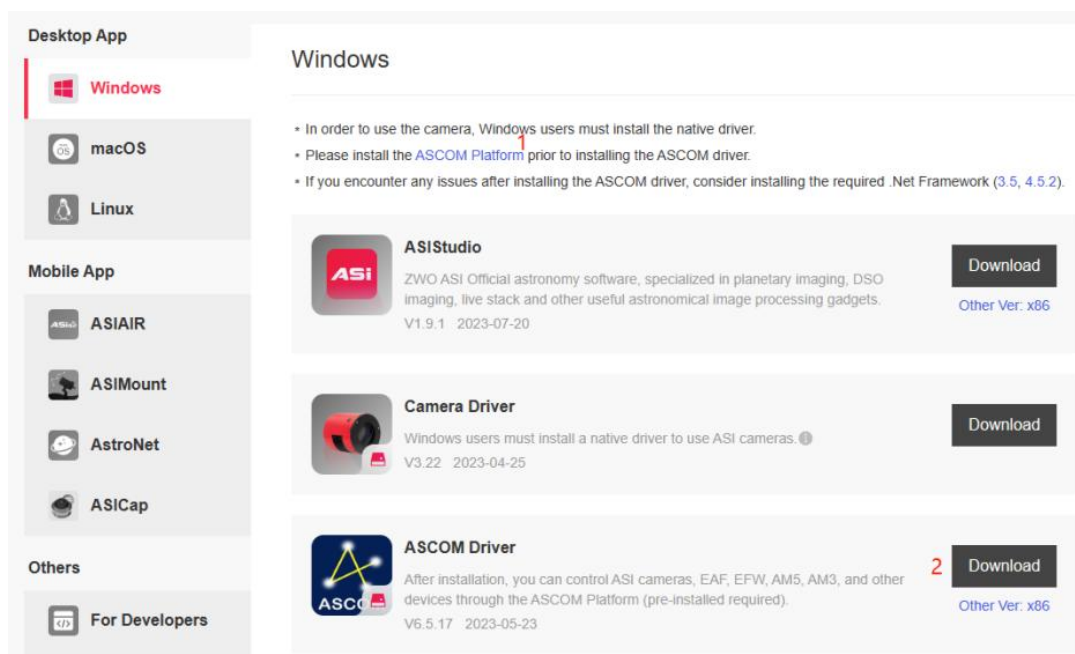 Desktop App
Windows
macOS
Linux
Mobile App
ASIAIR
ASIMount
AstroNet
ASICap
Others
For Developers
Windows
* In order to use the camera, Windows users must install the native driver.
1
* Please install the ASCOM Platform prior to installing the ASCOM driver.
* If you encounter any issues after installing the ASCOM driver, consider installing the required .Net Framework (3.5, 4.5.2).
ASI
ASIStudio
ZWO ASI Official astronomy software, specialized in planetary imaging, DSO
imaging, live stack and other useful astronomical image processing gadgets.
V1.9.1 2023-07-20
Download
Other Ver: x86
Camera Driver
Windows users must install a native driver to use ASI cameras.
V3.22 2023-04-25
Download
ASCOM Driver
After installation, you can control ASI cameras, EAF, EFW, AM5, AM3, and other
devices through the ASCOM Platform (pre-installed required).
V6.5.17 2023-05-23
2 Download
Other Ver: x86